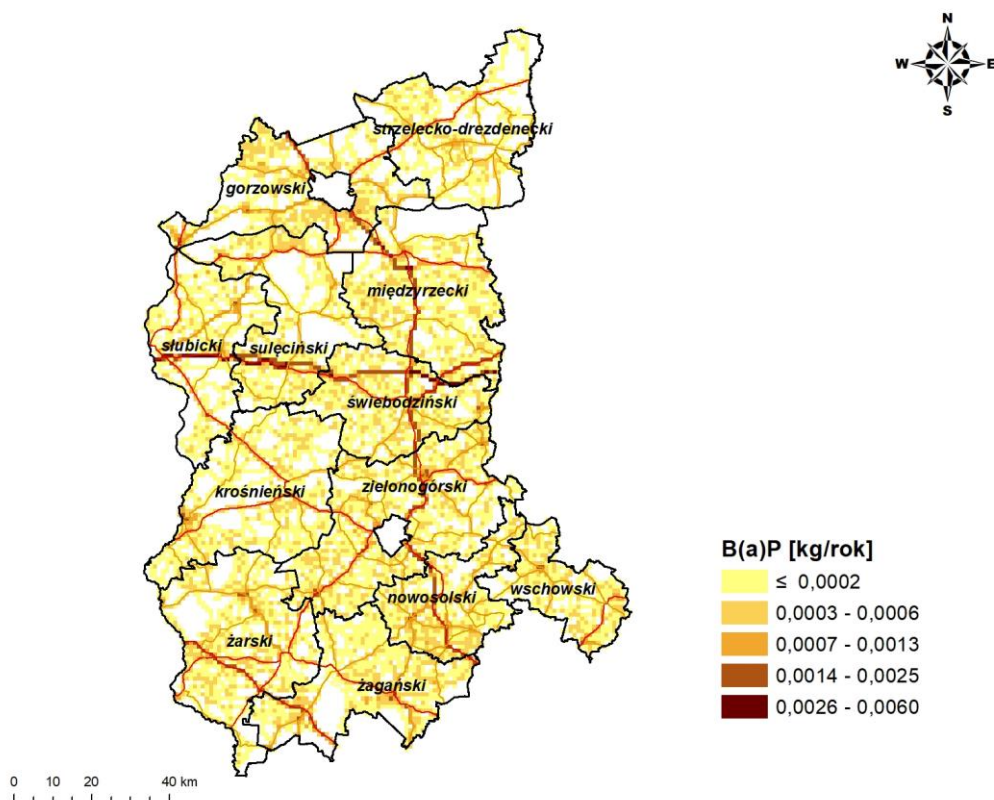 N
W E
S
strzelecko-drezdenecki
gorzowski
międzyrzecki
słubicki
sulęciński
świebodziński
krośnieński
zielonogórski
nowosolski
wschowski
żarski
żagański
B(a)P [kg/rok]
≤ 0,0002
0,0003 - 0,0006
0,0007 - 0,0013
0,0014 - 0,0025
0,0026 - 0,0060
0 10 20 40 km